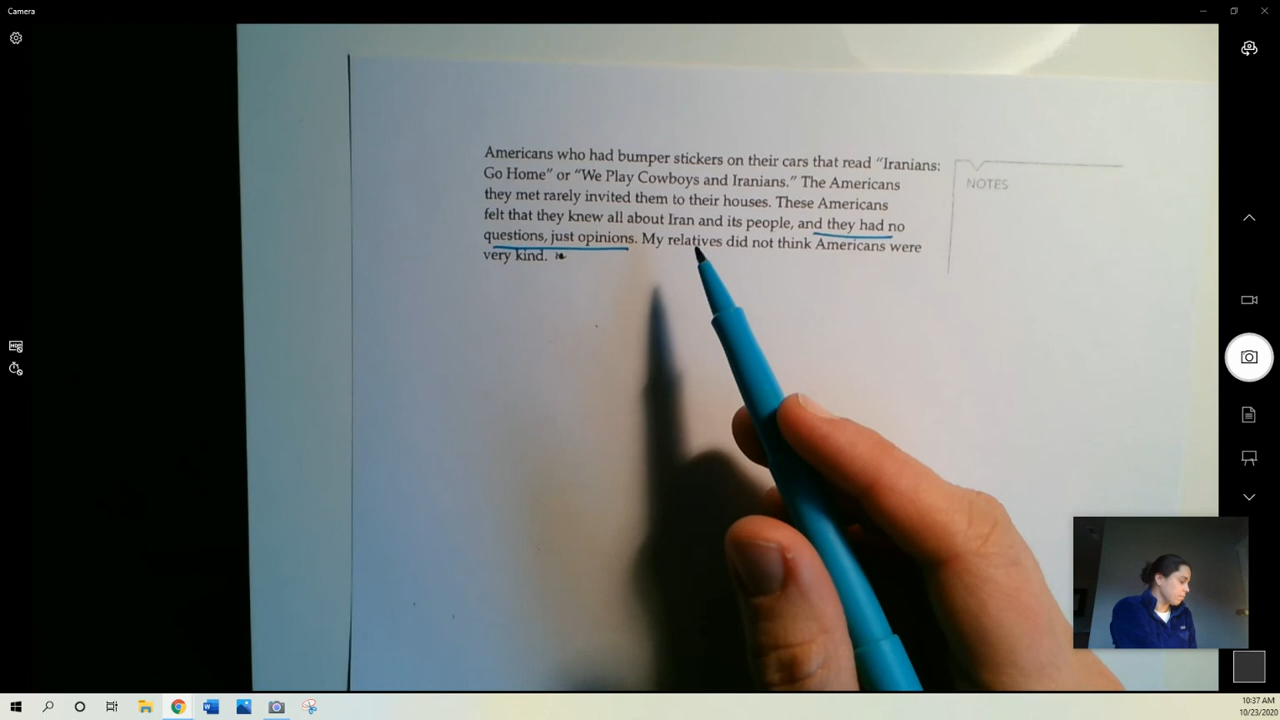 Camera
Americans who had bumper stickers on their cars that read “Iranians:
Go Home” or “We Play Cowboys and Iranians.” The Americans
they met rarely invited them to their houses. These Americans
felt that they knew all about Iran and its people, and they had no
questions, just opinions. My relatives did not think Americans were
very kind.
NOTES
10:37 AM
10/23/2020